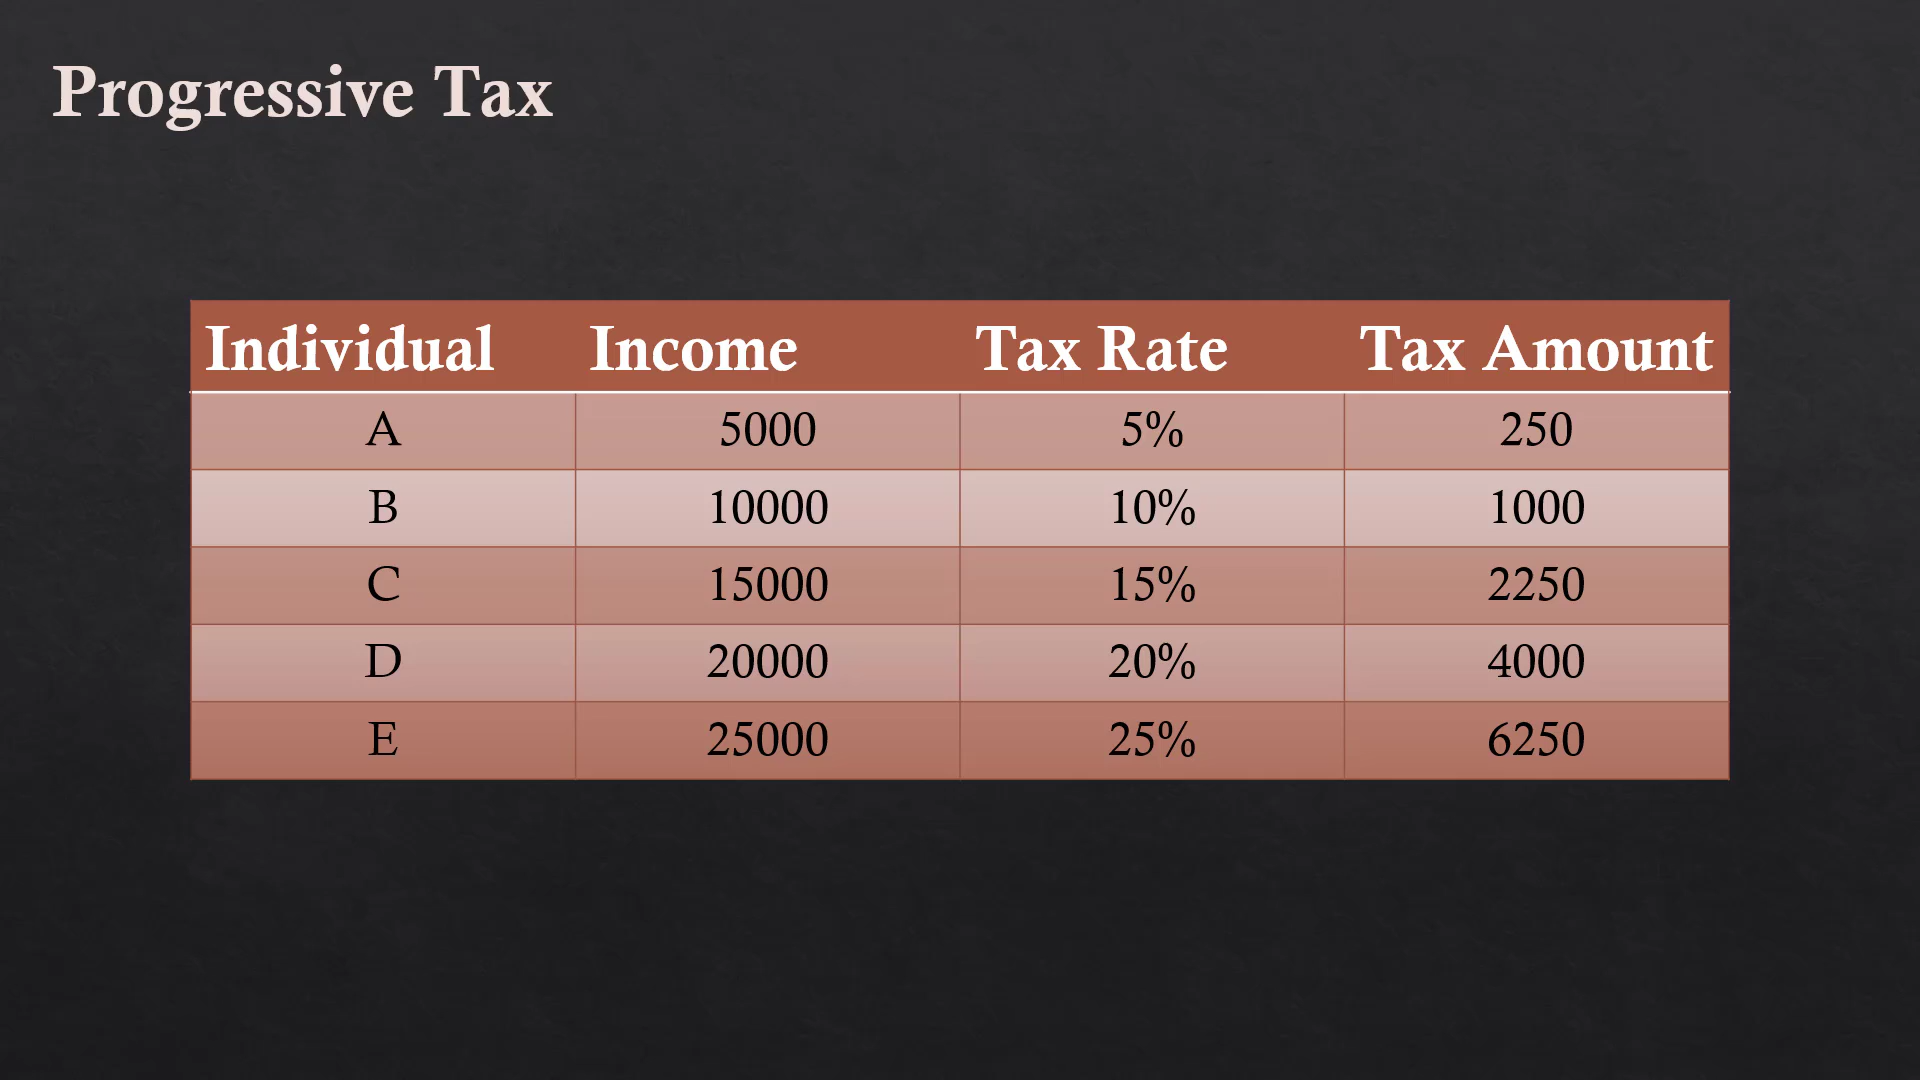 Progressive Tax
Individual Income Tax Rate Tax Amount
A 5000 5% 250
B 10000 10% 1000
C 15000 15% 2250
D 20000 20% 4000
E 25000 25% 6250